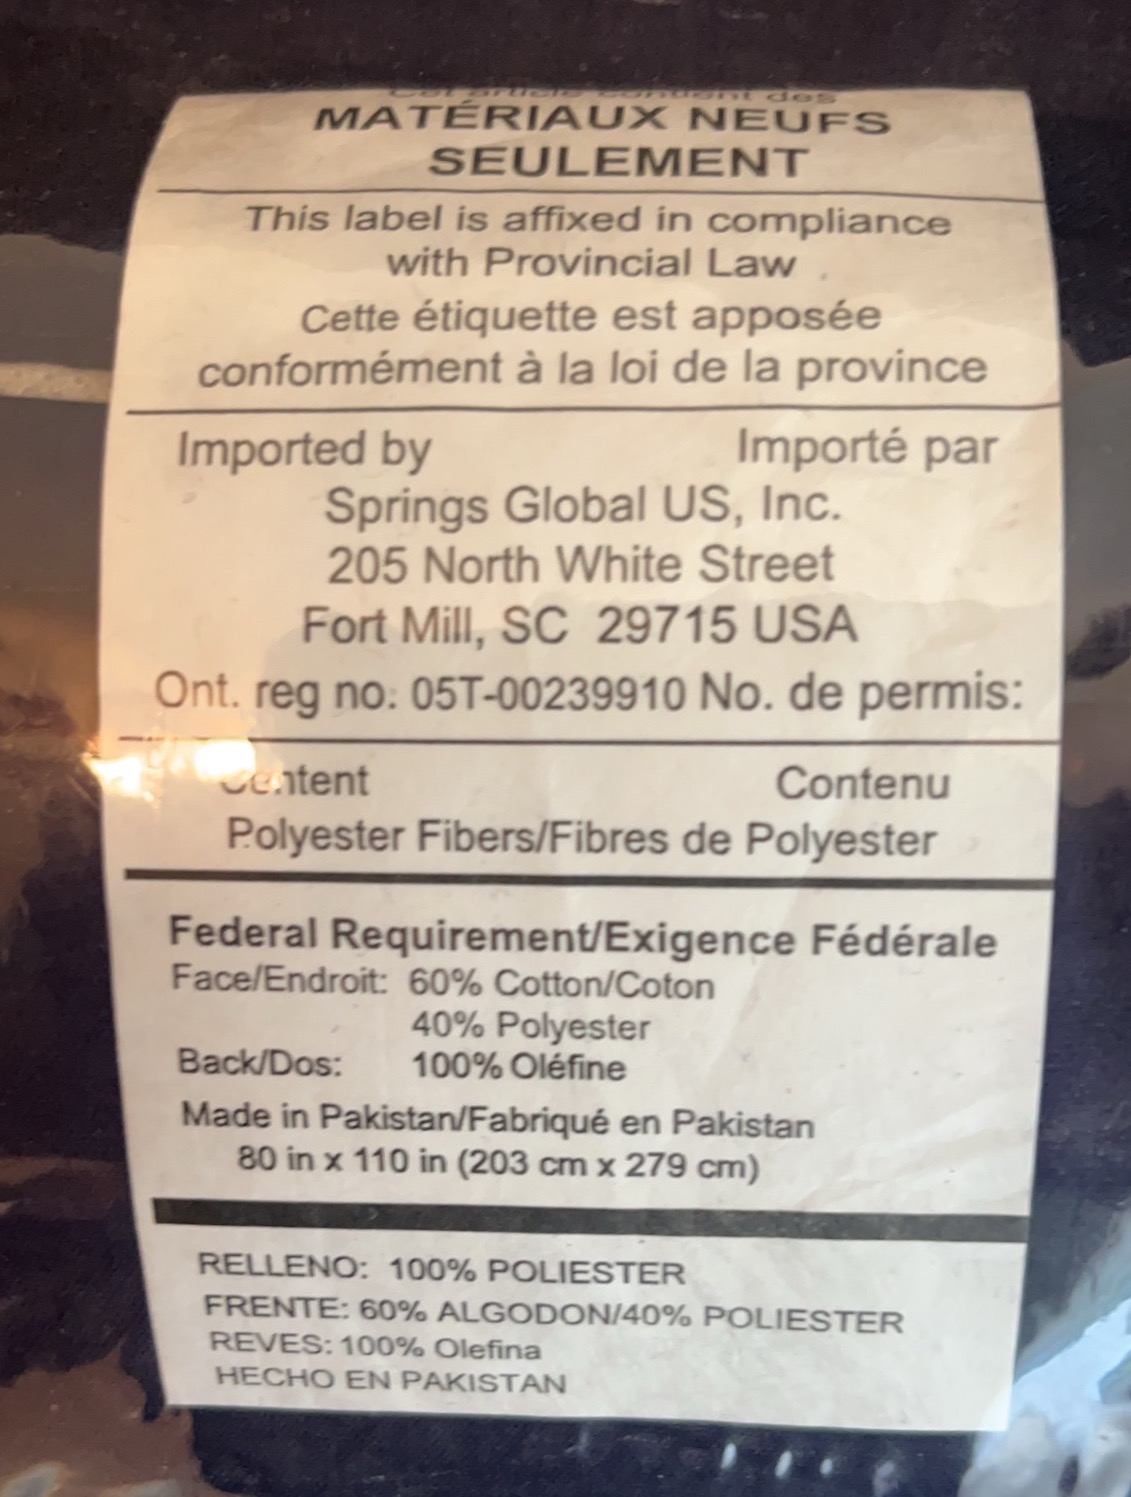 Cet article contient des
MATÉRIAUX NEUFS
SEULEMENT
This label is affixed in compliance
with Provincial Law
Cette étiquette est apposée
conformément à la loi de la province
Imported by Importé par
Springs Global US, Inc.
205 North White Street
Fort Mill, SC 29715 USA
Ont. reg no: 05T-00239910 No. de permis:
Content Contenu
Polyester Fibers/Fibres de Polyester
Federal Requirement/Exigence Fédérale
Face/Endroit: 60% Cotton/Coton
40% Polyester
Back/Dos: 100% Oléfine
Made in Pakistan/Fabriqué en Pakistan
80 in x 110 in (203 cm x 279 cm)
RELLENO: 100% POLIESTER
FRENTE: 60% ALGODON/40% POLIESTER
REVES: 100% Olefina
HECHO EN PAKISTAN